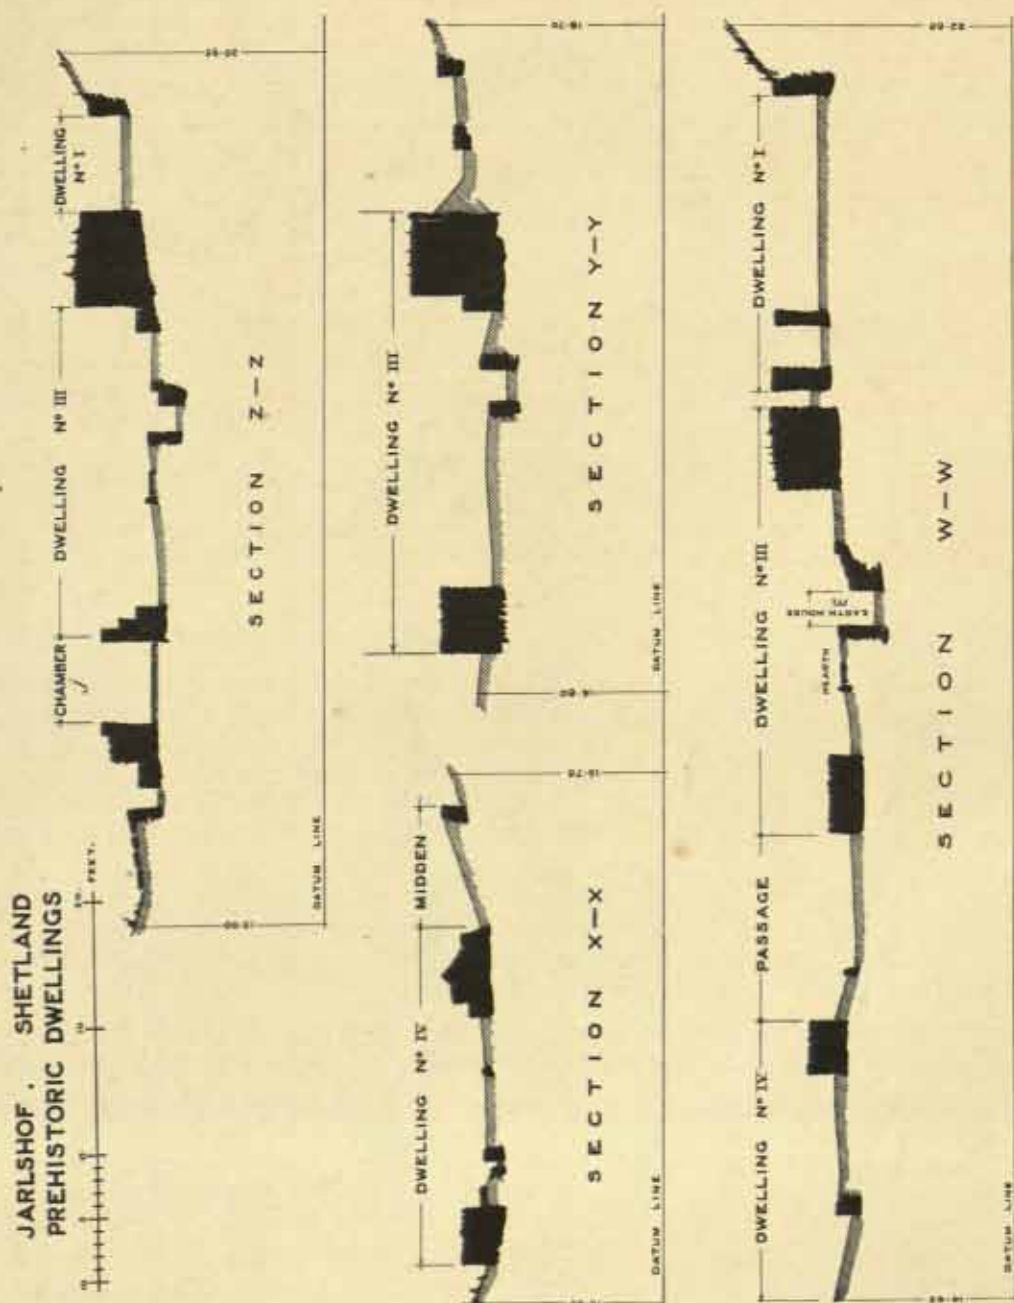 JARLSHOF . SHETLAND
PREHISTORIC DWELLINGS
FEET.
CHAMBER
DWELLING Nº III
DWELLING
Nº I
SECTION Z–Z
DATUM LINE
DWELLING Nº IV
MIDDEN
SECTION X–X
DATUM LINE
DWELLING Nº III
SECTION Y–Y
DATUM LINE
DWELLING Nº IV
PASSAGE
DWELLING Nº III
DWELLING Nº I
HEARTH
EARTH HOUSE
SECTION W–W
DATUM LINE